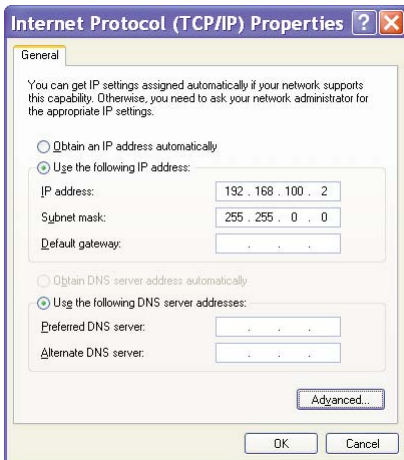 Internet Protocol (TCP/IP) Properties
General
You can get IP settings assigned automatically if your network supports
this capability. Otherwise, you need to ask your network administrator for
the appropriate IP settings.
Obtain an IP address automatically
Use the following IP address:
IP address: 192 . 168 . 100 . 2
Subnet mask: 255 . 255 . 0 . 0
Default gateway: . . .
Obtain DNS server address automatically
Use the following DNS server addresses:
Preferred DNS server: . . .
Alternate DNS server: . . .
Advanced...
OK Cancel